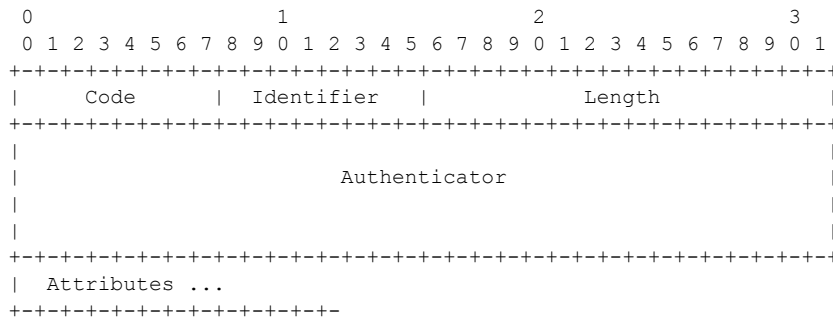 0                   1                   2                   3
 0 1 2 3 4 5 6 7 8 9 0 1 2 3 4 5 6 7 8 9 0 1 2 3 4 5 6 7 8 9 0 1
+-+-+-+-+-+-+-+-+-+-+-+-+-+-+-+-+-+-+-+-+-+-+-+-+-+-+-+-+-+-+-+-+
|     Code      |  Identifier   |            Length             |
+-+-+-+-+-+-+-+-+-+-+-+-+-+-+-+-+-+-+-+-+-+-+-+-+-+-+-+-+-+-+-+-+
|                                                               |
|                         Authenticator                         |
|                                                               |
|                                                               |
+-+-+-+-+-+-+-+-+-+-+-+-+-+-+-+-+-+-+-+-+-+-+-+-+-+-+-+-+-+-+-+-+
|  Attributes ...
+-+-+-+-+-+-+-+-+-+-+-+-+-